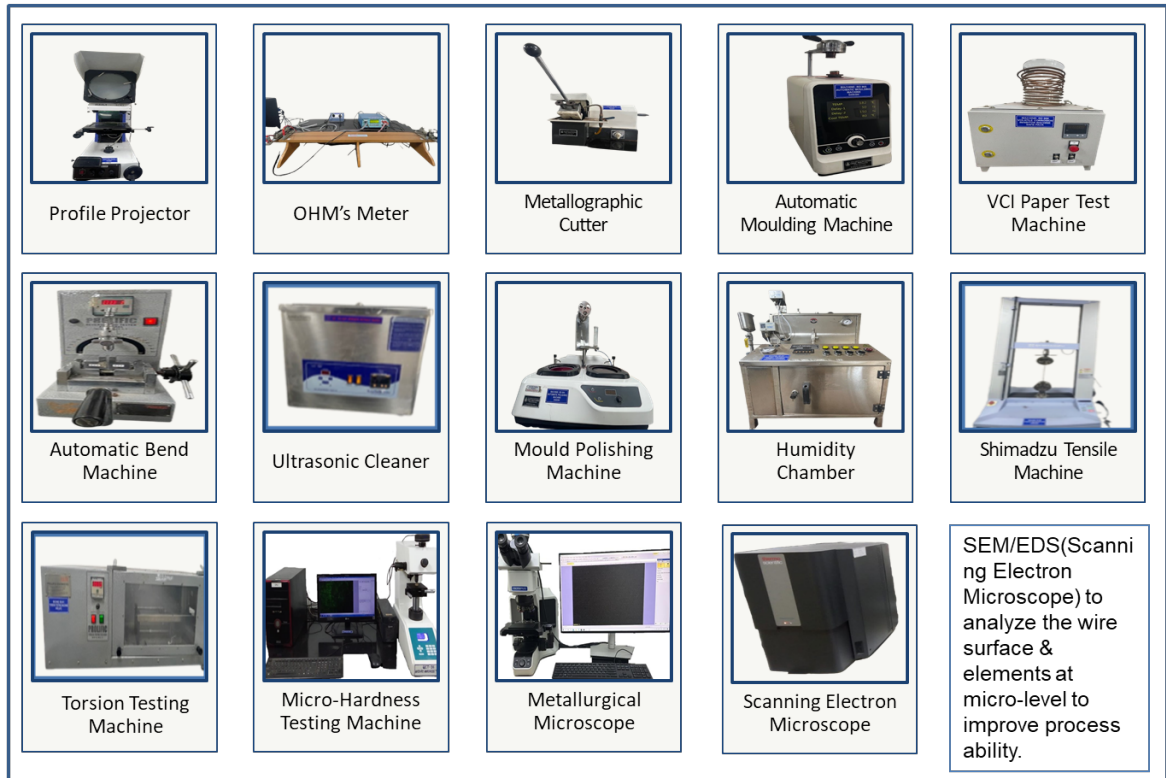 Profile Projector
OHM's Meter
Metallographic
Cutter
Automatic
Moulding Machine
VCI Paper Test
Machine
PROLIFIC
Automatic Bend
Machine
Ultrasonic Cleaner
Mould Polishing
Machine
Humidity
Chamber
Shimadzu Tensile
Machine
Torsion Testing
Machine
Micro-Hardness
Testing Machine
Metallurgical
Microscope
Scanning Electron
Microscope
SEM/EDS(Scanni
ng Electron
Microscope) to
analyze the wire
surface &
elements at
micro-level to
improve process
ability.